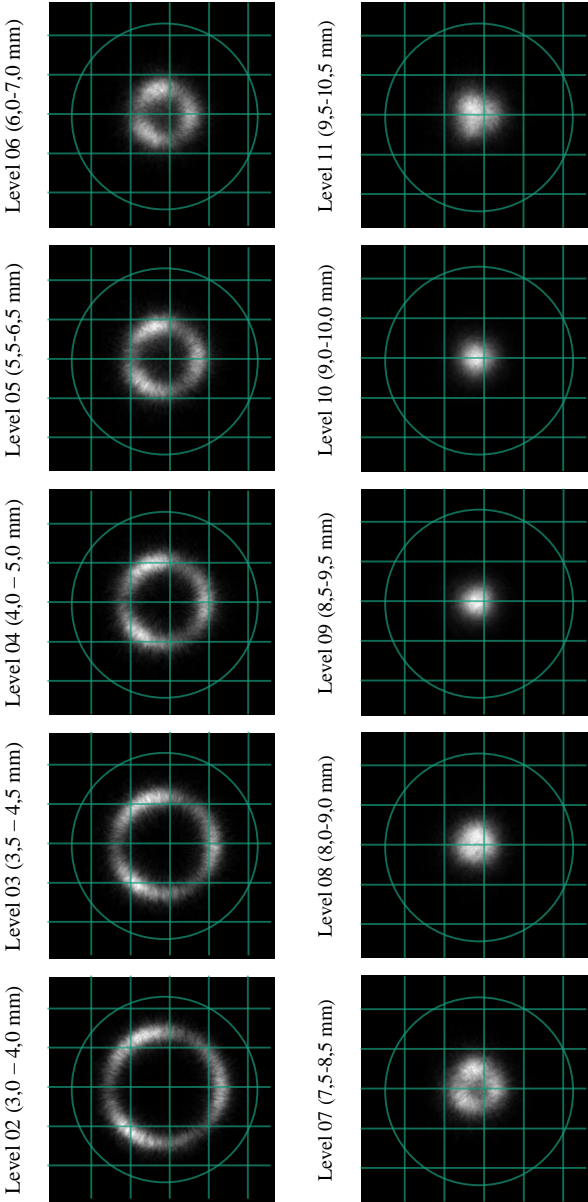 Level 02 (3,0 – 4,0 mm)
Level 03 (3,5 – 4,5 mm)
Level 04 (4,0 – 5,0 mm)
Level 05 (5,5-6,5 mm)
Level 06 (6,0-7,0 mm)
Level 07 (7,5-8,5 mm)
Level 08 (8,0-9,0 mm)
Level 09 (8,5-9,5 mm)
Level 10 (9,0-10,0 mm)
Level 11 (9,5-10,5 mm)